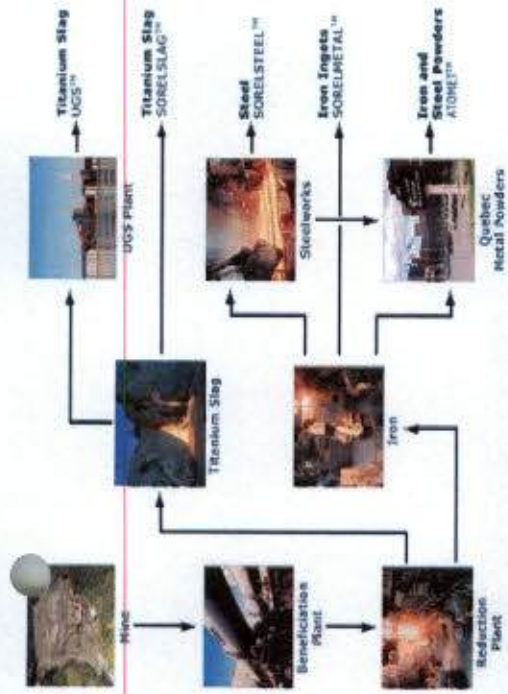 Mine
Beneficiation
Plant
Reduction
Plant
Titanium Slag
Iron
UGS Plant
Steelworks
Quebec
Metal Powders
Titanium Slag
UGS™
Titanium Slag
SORELSLAG™
Steel
SORELSTEEL™
Iron Ingots
SORELMETAL™
Iron and
Steel Powders
ATOMET™